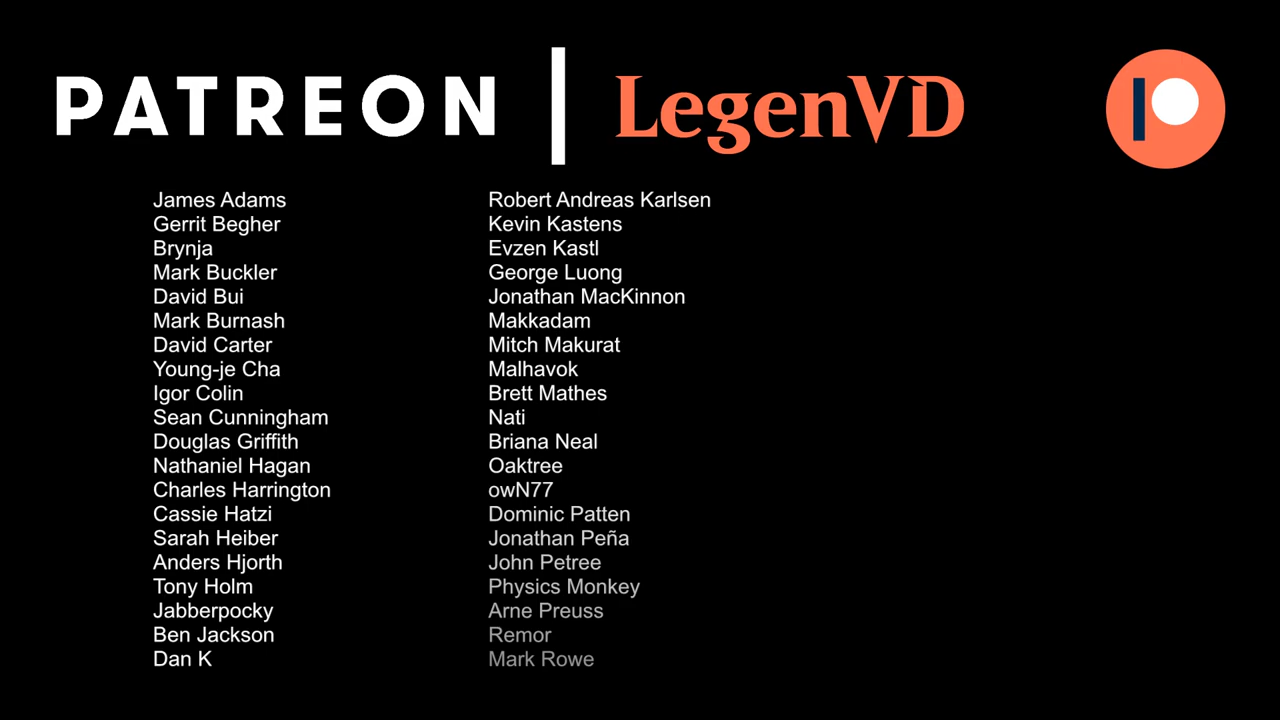 PATREON | LegenVD
James Adams
Gerrit Begher
Brynja
Mark Buckler
David Bui
Mark Burnash
David Carter
Young-je Cha
Igor Colin
Sean Cunningham
Douglas Griffith
Nathaniel Hagan
Charles Harrington
Cassie Hatzi
Sarah Heiber
Anders Hjorth
Tony Holm
Jabberpocky
Ben Jackson
Dan K
Robert Andreas Karlsen
Kevin Kastens
Evzen Kastl
George Luong
Jonathan MacKinnon
Makkadam
Mitch Makurat
Malhavok
Brett Mathes
Nati
Briana Neal
Oaktree
owN77
Dominic Patten
Jonathan Peña
John Petree
Physics Monkey
Arne Preuss
Remor
Mark Rowe